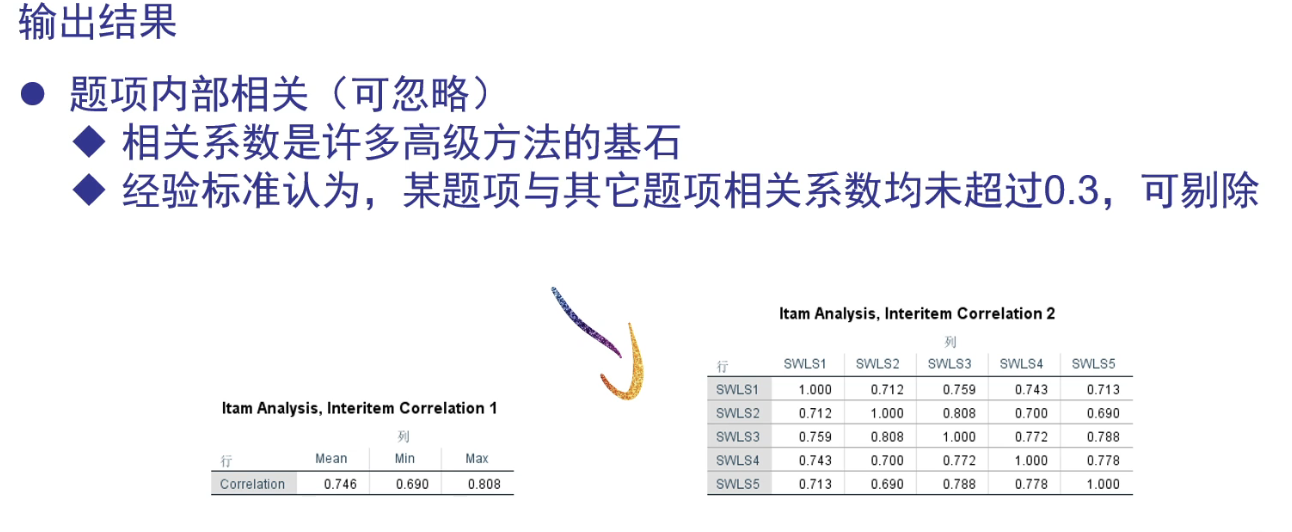 输出结果
● 题项内部相关（可忽略）
◆ 相关系数是许多高级方法的基石
◆ 经验标准认为，某题项与其它题项相关系数均未超过0.3，可剔除
Itam Analysis, Interitem Correlation 1
列
行 Mean Min Max
Correlation 0.746 0.690 0.808
Itam Analysis, Interitem Correlation 2
列
行 SWLS1 SWLS2 SWLS3 SWLS4 SWLS5
SWLS1 1.000 0.712 0.759 0.743 0.713
SWLS2 0.712 1.000 0.808 0.700 0.690
SWLS3 0.759 0.808 1.000 0.772 0.788
SWLS4 0.743 0.700 0.772 1.000 0.778
SWLS5 0.713 0.690 0.788 0.778 1.000